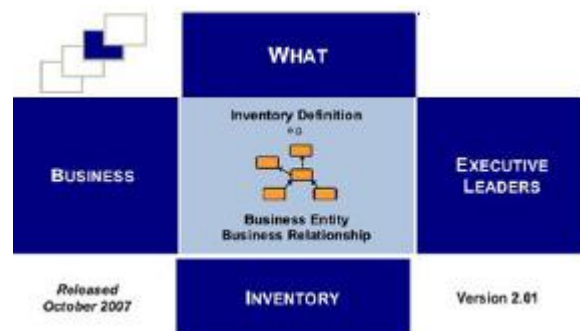 WHAT
Inventory Definition
e.g.
BUSINESS
EXECUTIVE
LEADERS
Business Entity
Business Relationship
Released
October 2007
INVENTORY
Version 2.01